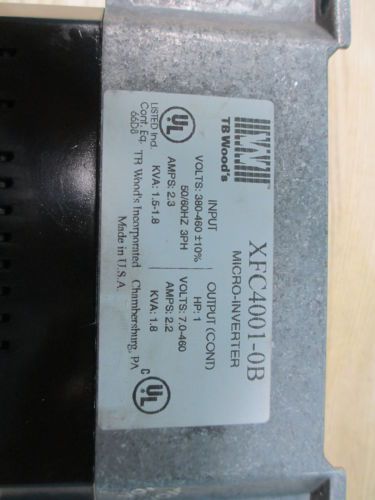 TB Wood's
XFC4001-0B
MICRO-INVERTER
INPUT
VOLTS: 380-460 ±10%
50/60HZ 3PH
AMPS: 2.3
KVA: 1.5-1.8
OUTPUT (CONT)
HP: 1
VOLTS: 7.0-460
AMPS: 2.2
KVA: 1.8
UL
LISTED Ind.
Cont. Eq.
66D8
TB Wood's Incorporated Chambersburg, PA
Made in U.S.A.
C UL